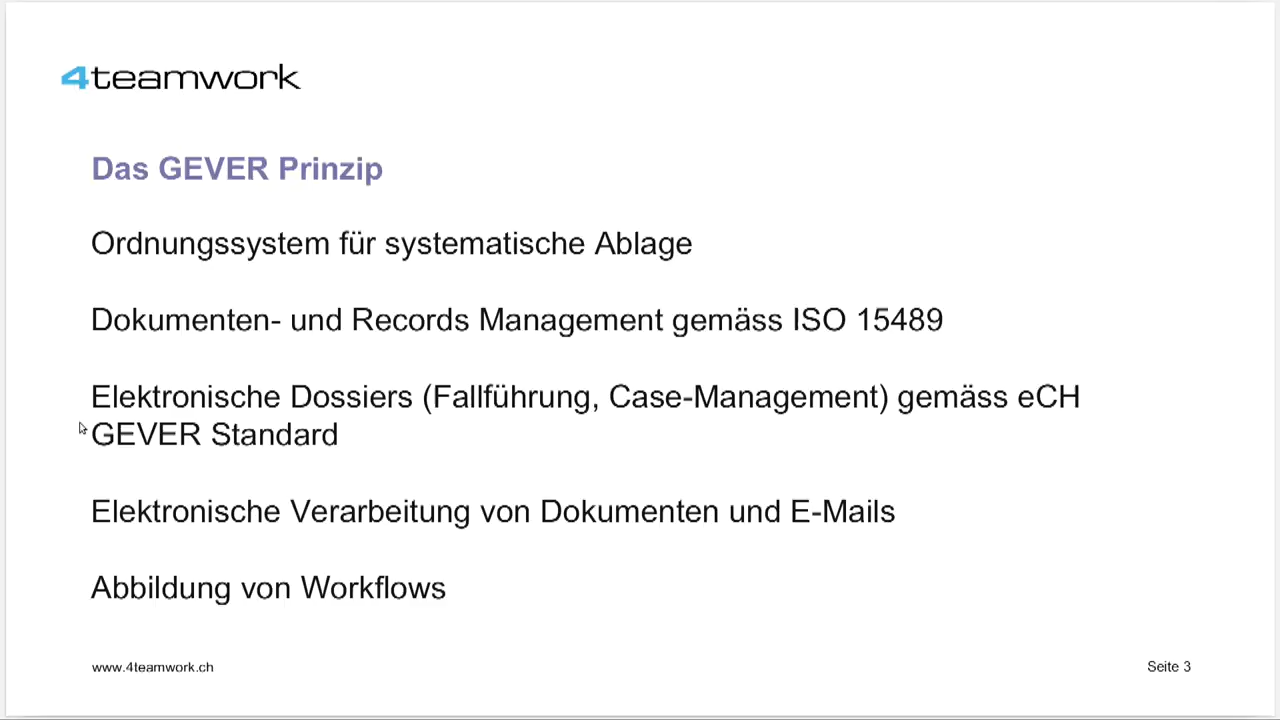 4teamwork
Das GEVER Prinzip
Ordnungssystem für systematische Ablage
Dokumenten- und Records Management gemäss ISO 15489
Elektronische Dossiers (Fallführung, Case-Management) gemäss eCH
GEVER Standard
Elektronische Verarbeitung von Dokumenten und E-Mails
Abbildung von Workflows
www.4teamwork.ch
Seite 3